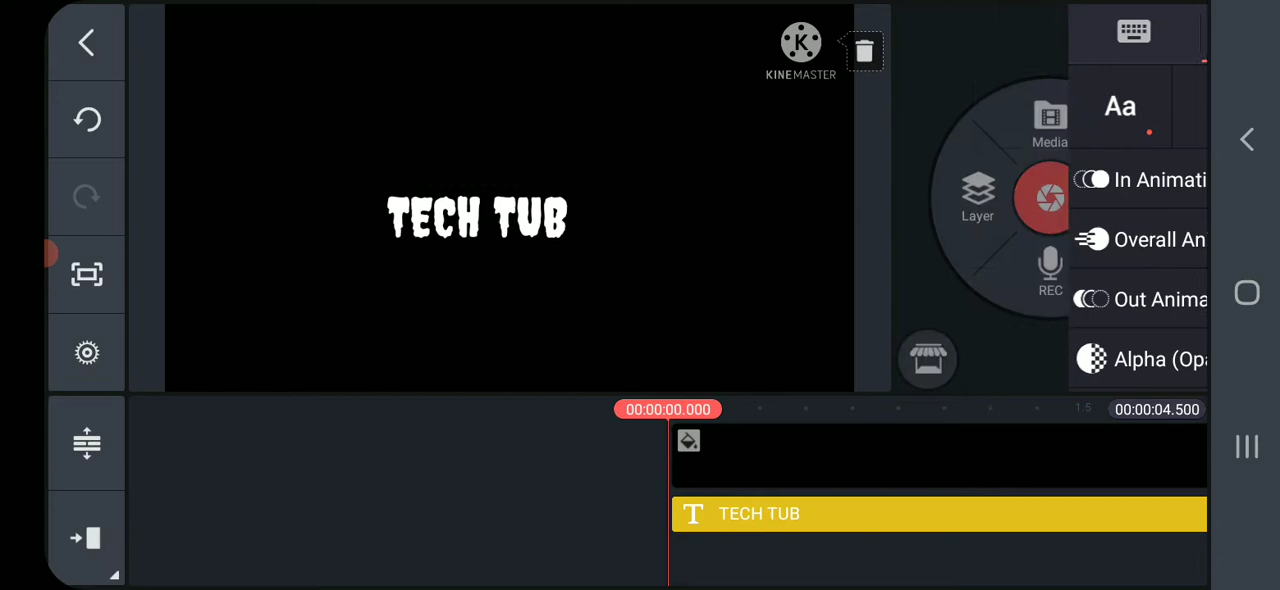 KINEMASTER
TECH TUB
Media
Layer
REC
Aa
In Animati
Overall An
Out Anima
Alpha (Opa
00:00:00.000
1.5
00:00:04.500
T TECH TUB